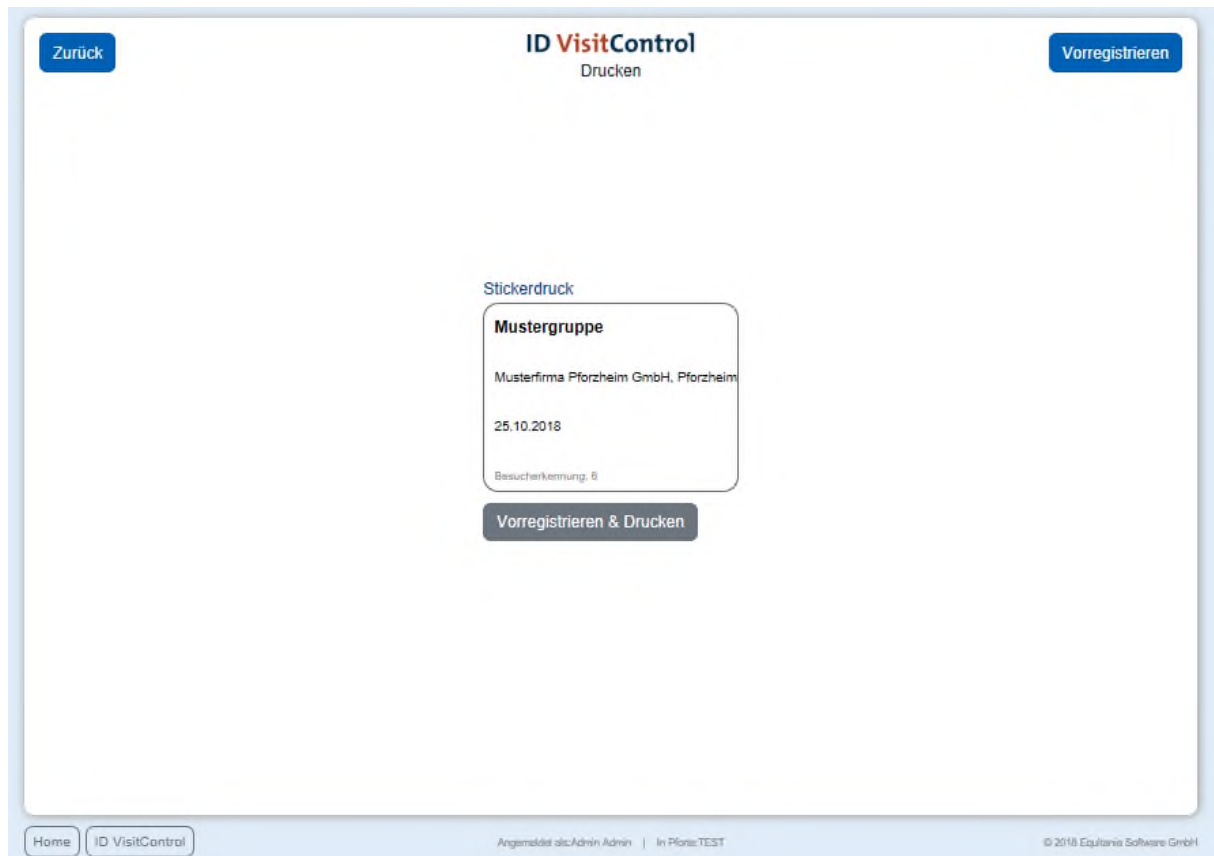 Zurück
ID VisitControl
Drucken
Vorregistrieren
Stickerdruck
Mustergruppe
Musterfirma Pforzheim GmbH, Pforzheim
25.10.2018
Besucherkennung: 6
Vorregistrieren & Drucken
Home
ID VisitControl
Angemeldet als:Admin Admin | In Pforte:TEST
© 2018 Equitania Software GmbH